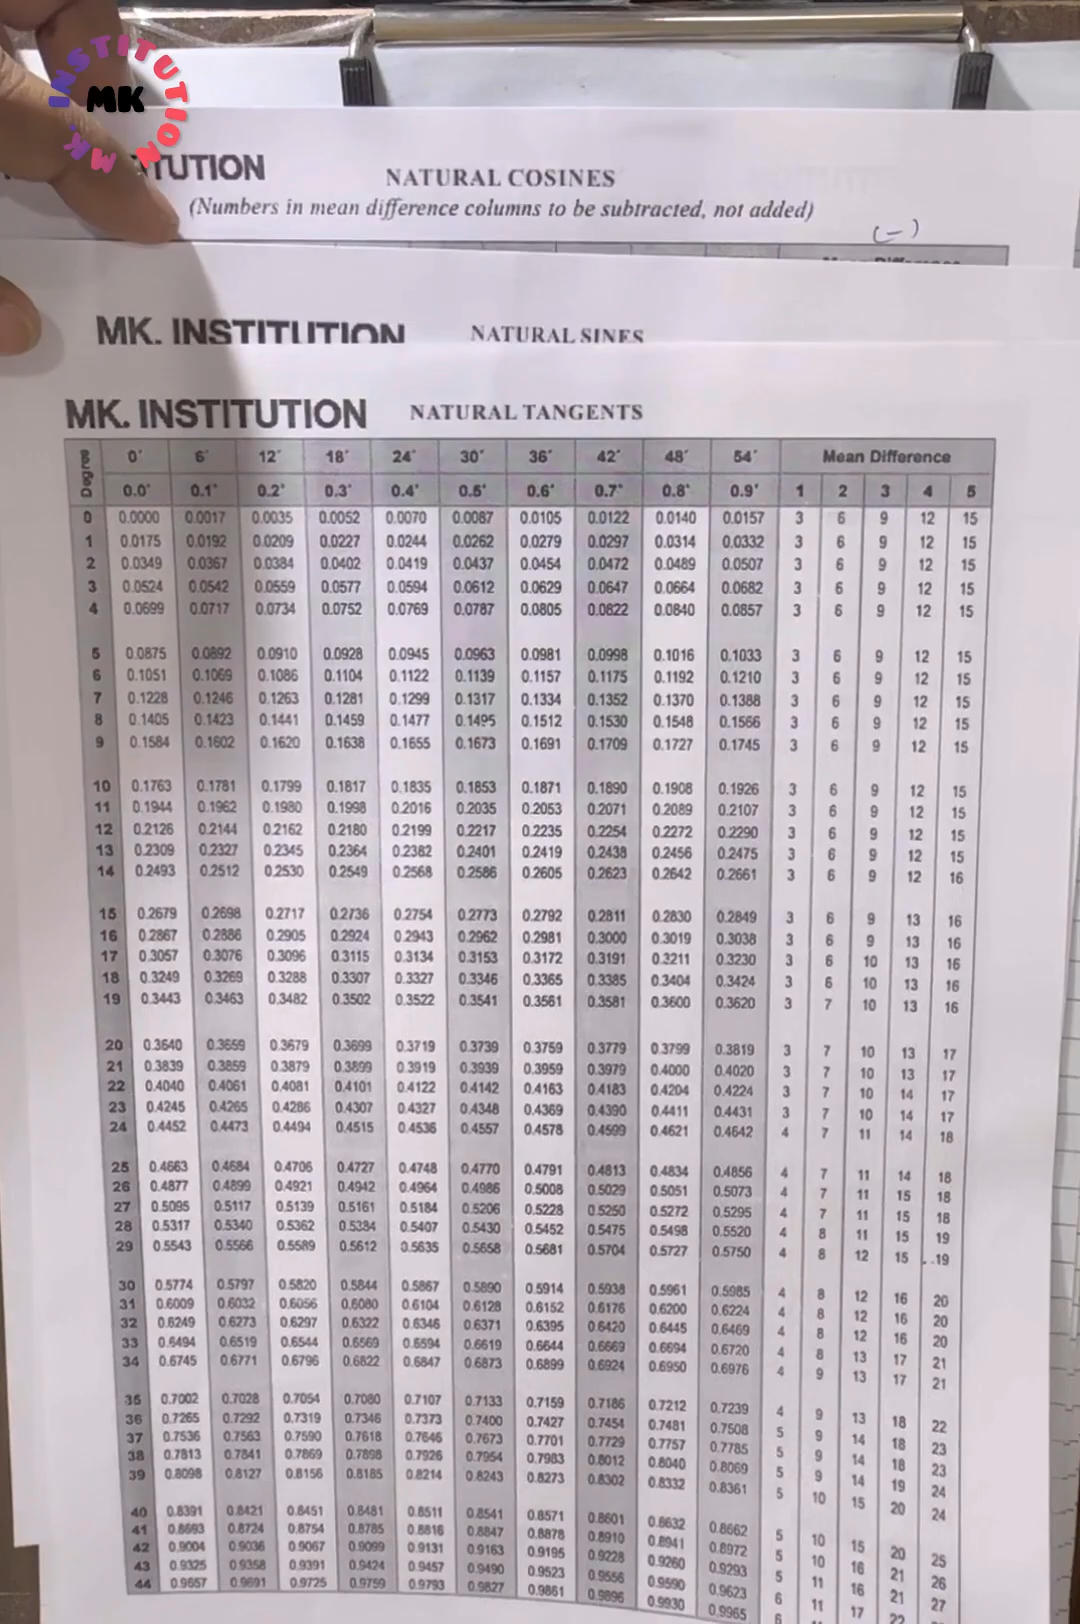 MK. INSTITUTION
MK
TUTION NATURAL COSINES
(Numbers in mean difference columns to be subtracted, not added)
(-)
MK. INSTITUTION NATURAL SINES
MK. INSTITUTION NATURAL TANGENTS
Degree 0' 6' 12' 18' 24' 30' 36' 42' 48' 54' Mean Difference
0.0° 0.1° 0.2° 0.3° 0.4° 0.5° 0.6° 0.7° 0.8° 0.9° 1 2 3 4 5
0 0.0000 0.0017 0.0035 0.0052 0.0070 0.0087 0.0105 0.0122 0.0140 0.0157 3 6 9 12 15
1 0.0175 0.0192 0.0209 0.0227 0.0244 0.0262 0.0279 0.0297 0.0314 0.0332 3 6 9 12 15
2 0.0349 0.0367 0.0384 0.0402 0.0419 0.0437 0.0454 0.0472 0.0489 0.0507 3 6 9 12 15
3 0.0524 0.0542 0.0559 0.0577 0.0594 0.0612 0.0629 0.0647 0.0664 0.0682 3 6 9 12 15
4 0.0699 0.0717 0.0734 0.0752 0.0769 0.0787 0.0805 0.0822 0.0840 0.0857 3 6 9 12 15
5 0.0875 0.0892 0.0910 0.0928 0.0945 0.0963 0.0981 0.0998 0.1016 0.1033 3 6 9 12 15
6 0.1051 0.1069 0.1086 0.1104 0.1122 0.1139 0.1157 0.1175 0.1192 0.1210 3 6 9 12 15
7 0.1228 0.1246 0.1263 0.1281 0.1299 0.1317 0.1334 0.1352 0.1370 0.1388 3 6 9 12 15
8 0.1405 0.1423 0.1441 0.1459 0.1477 0.1495 0.1512 0.1530 0.1548 0.1566 3 6 9 12 15
9 0.1584 0.1602 0.1620 0.1638 0.1655 0.1673 0.1691 0.1709 0.1727 0.1745 3 6 9 12 15
10 0.1763 0.1781 0.1799 0.1817 0.1835 0.1853 0.1871 0.1890 0.1908 0.1926 3 6 9 12 15
11 0.1944 0.1962 0.1980 0.1998 0.2016 0.2035 0.2053 0.2071 0.2089 0.2107 3 6 9 12 15
12 0.2126 0.2144 0.2162 0.2180 0.2199 0.2217 0.2235 0.2254 0.2272 0.2290 3 6 9 12 15
13 0.2309 0.2327 0.2345 0.2364 0.2382 0.2401 0.2419 0.2438 0.2456 0.2475 3 6 9 12 15
14 0.2493 0.2512 0.2530 0.2549 0.2568 0.2586 0.2605 0.2623 0.2642 0.2661 3 6 9 12 16
15 0.2679 0.2698 0.2717 0.2736 0.2754 0.2773 0.2792 0.2811 0.2830 0.2849 3 6 9 13 16
16 0.2867 0.2886 0.2905 0.2924 0.2943 0.2962 0.2981 0.3000 0.3019 0.3038 3 6 9 13 16
17 0.3057 0.3076 0.3096 0.3115 0.3134 0.3153 0.3172 0.3191 0.3211 0.3230 3 6 10 13 16
18 0.3249 0.3269 0.3288 0.3307 0.3327 0.3346 0.3365 0.3385 0.3404 0.3424 3 6 10 13 16
19 0.3443 0.3463 0.3482 0.3502 0.3522 0.3541 0.3561 0.3581 0.3600 0.3620 3 7 10 13 16
20 0.3640 0.3659 0.3679 0.3699 0.3719 0.3739 0.3759 0.3779 0.3799 0.3819 3 7 10 13 17
21 0.3839 0.3859 0.3879 0.3899 0.3919 0.3939 0.3959 0.3979 0.4000 0.4020 3 7 10 13 17
22 0.4040 0.4061 0.4081 0.4101 0.4122 0.4142 0.4163 0.4183 0.4204 0.4224 3 7 10 14 17
23 0.4245 0.4265 0.4286 0.4307 0.4327 0.4348 0.4369 0.4390 0.4411 0.4431 3 7 10 14 17
24 0.4452 0.4473 0.4494 0.4515 0.4536 0.4557 0.4578 0.4599 0.4621 0.4642 4 7 11 14 18
25 0.4663 0.4684 0.4706 0.4727 0.4748 0.4770 0.4791 0.4813 0.4834 0.4856 4 7 11 14 18
26 0.4877 0.4899 0.4921 0.4942 0.4964 0.4986 0.5008 0.5029 0.5051 0.5073 4 7 11 15 18
27 0.5095 0.5117 0.5139 0.5161 0.5184 0.5206 0.5228 0.5250 0.5272 0.5295 4 7 11 15 18
28 0.5317 0.5340 0.5362 0.5384 0.5407 0.5430 0.5452 0.5475 0.5498 0.5520 4 8 11 15 19
29 0.5543 0.5566 0.5589 0.5612 0.5635 0.5658 0.5681 0.5704 0.5727 0.5750 4 8 12 15 19
30 0.5774 0.5797 0.5820 0.5844 0.5867 0.5890 0.5914 0.5938 0.5961 0.5985 4 8 12 16 20
31 0.6009 0.6032 0.6056 0.6080 0.6104 0.6128 0.6152 0.6176 0.6200 0.6224 4 8 12 16 20
32 0.6249 0.6273 0.6297 0.6322 0.6346 0.6371 0.6395 0.6420 0.6445 0.6469 4 8 12 16 20
33 0.6494 0.6519 0.6544 0.6569 0.6594 0.6619 0.6644 0.6669 0.6694 0.6720 4 8 13 17 21
34 0.6745 0.6771 0.6796 0.6822 0.6847 0.6873 0.6899 0.6924 0.6950 0.6976 4 9 13 17 21
35 0.7002 0.7028 0.7054 0.7080 0.7107 0.7133 0.7159 0.7186 0.7212 0.7239 4 9 13 18 22
36 0.7265 0.7292 0.7319 0.7346 0.7373 0.7400 0.7427 0.7454 0.7481 0.7508 5 9 14 18 23
37 0.7536 0.7563 0.7590 0.7618 0.7646 0.7673 0.7701 0.7729 0.7757 0.7785 5 9 14 18 23
38 0.7813 0.7841 0.7869 0.7898 0.7926 0.7954 0.7983 0.8012 0.8040 0.8069 5 9 14 19 24
39 0.8098 0.8127 0.8156 0.8185 0.8214 0.8243 0.8273 0.8302 0.8332 0.8361 5 10 15 20 24
40 0.8391 0.8421 0.8451 0.8481 0.8511 0.8541 0.8571 0.8601 0.8632 0.8662 5 10 15 20 25
41 0.8693 0.8724 0.8754 0.8785 0.8816 0.8847 0.8878 0.8910 0.8941 0.8972 5 10 16 21 26
42 0.9004 0.9036 0.9067 0.9099 0.9131 0.9163 0.9195 0.9228 0.9260 0.9293 5 11 16 21 27
43 0.9325 0.9358 0.9391 0.9424 0.9457 0.9490 0.9523 0.9556 0.9590 0.9623 6 11 17 22
44 0.9657 0.9691 0.9725 0.9759 0.9793 0.9827 0.9861 0.9896 0.9930 0.9965 6